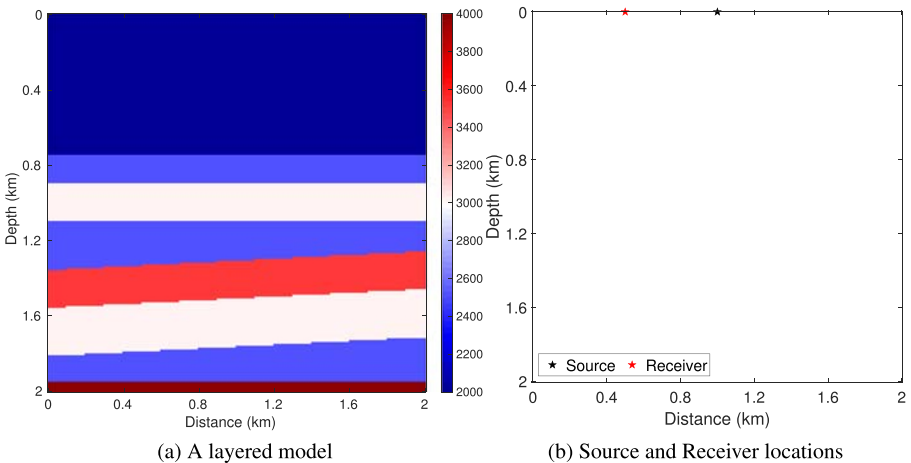 0
0.4
0.8
1.2
1.6
2
Depth (km)
0 0.4 0.8 1.2 1.6 2
Distance (km)
4000
3800
3600
3400
3200
3000
2800
2600
2400
2200
2000
(a) A layered model
0
0.4
0.8
1.2
1.6
2
Depth (km)
Source Receiver
0 0.4 0.8 1.2 1.6 2
Distance (km)
(b) Source and Receiver locations